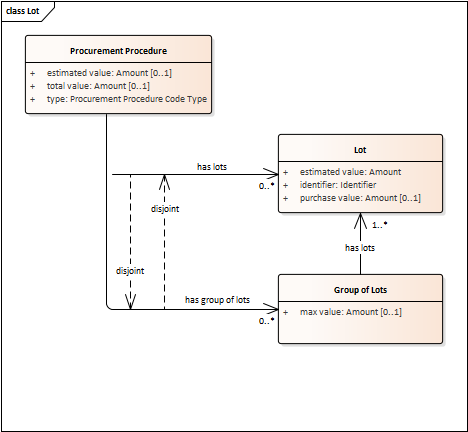 class Lot
Procurement Procedure
+ estimated value: Amount [0..1]
+ total value: Amount [0..1]
+ type: Procurement Procedure Code Type
Lot
+ estimated value: Amount
+ identifier: Identifier
+ purchase value: Amount [0..1]
has lots
0..*
disjoint
1..*
has lots
disjoint
Group of Lots
+ max value: Amount [0..1]
has group of lots
0..*